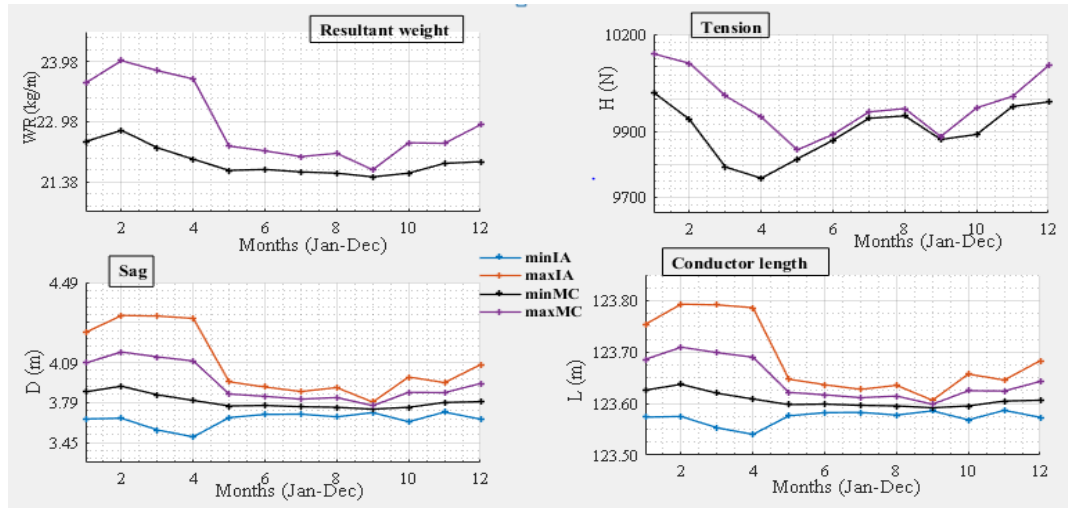 Resultant weight
23.98
22.98
21.38
WR(kg/m)
2 4 6 8 10 12
Months (Jan-Dec)
Tension
10200
9900
9700
H (N)
2 4 6 8 10 12
Months (Jan-Dec)
Sag
4.49
4.09
3.79
3.45
D (m)
2 4 6 8 10 12
Months (Jan-Dec)
minIA
maxIA
minMC
maxMC
Conductor length
123.80
123.70
123.60
123.50
L (m)
2 4 6 8 10 12
Months (Jan-Dec)